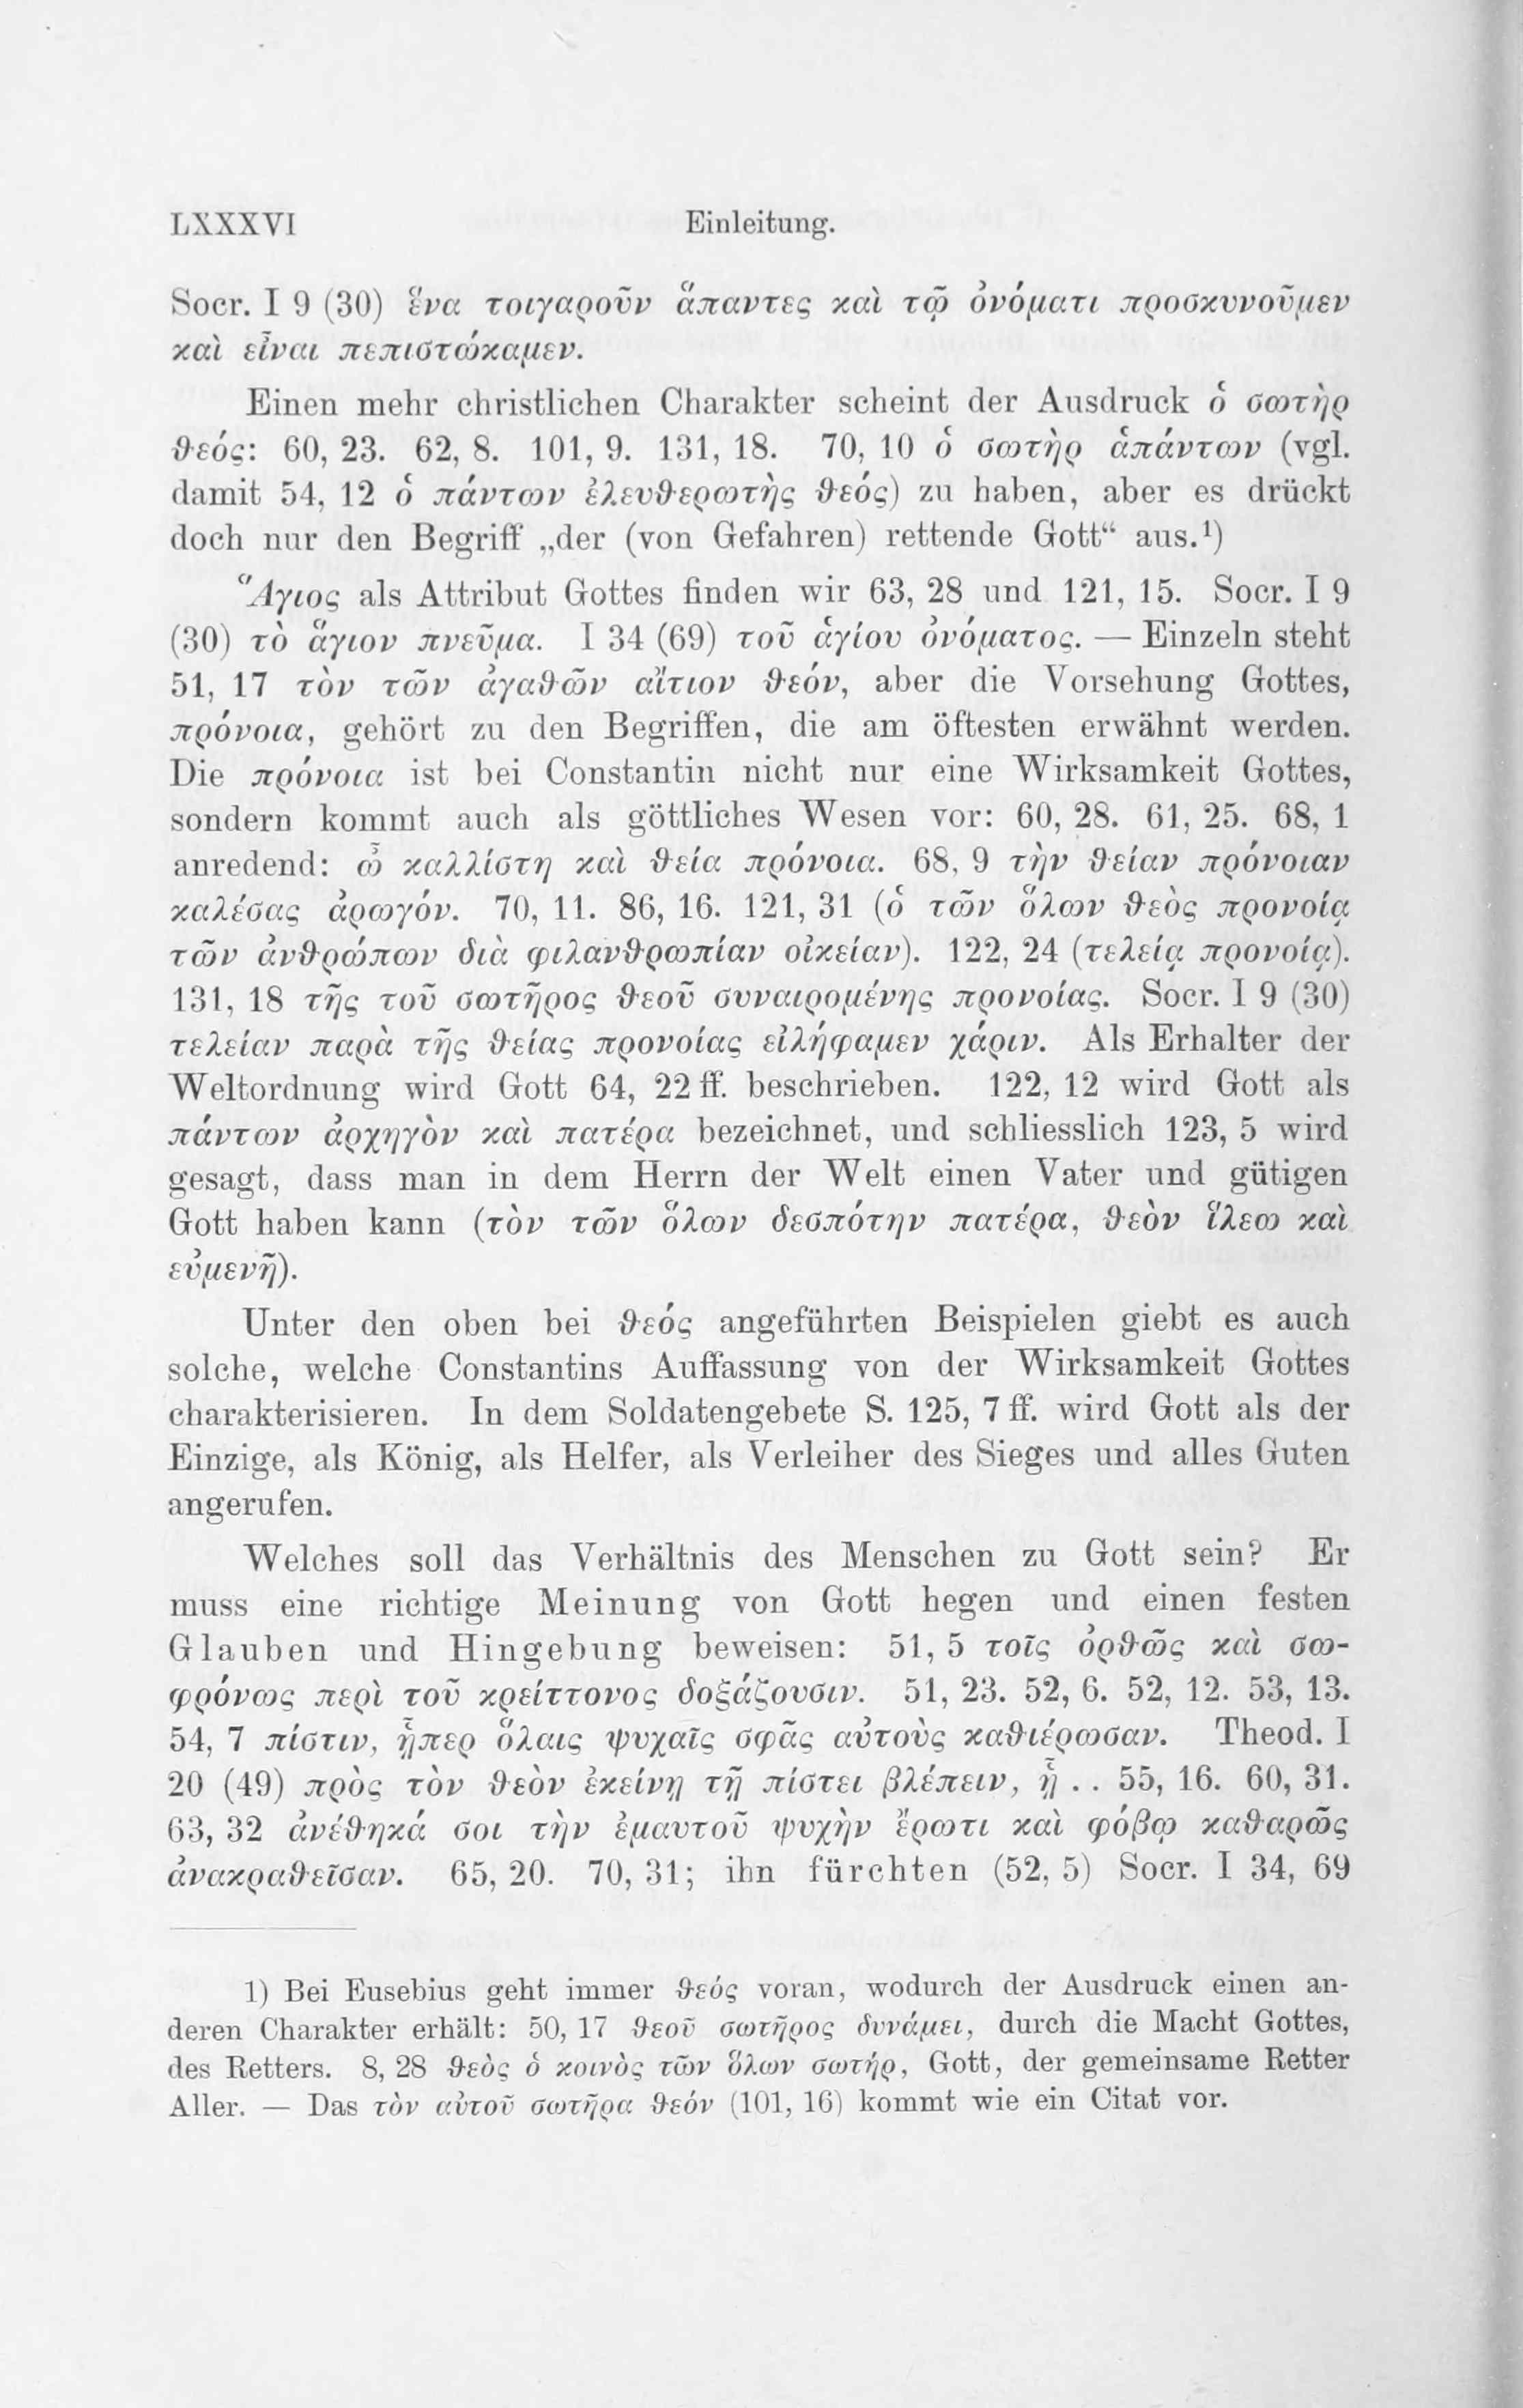 LXXXVI Einleitung.
Socr. I 9 (30) ἕνα τοιγαροῦν ἅπαντες καὶ τῷ ὀνόματι προσκυνοῦμεν
καὶ εἶναι πεπιστώκαμεν.
Einen mehr christlichen Charakter scheint der Ausdruck ὁ σωτὴρ
θεός: 60, 23. 62, 8. 101, 9. 131, 18. 70, 10 ὁ σωτὴρ ἁπάντων (vgl.
damit 54, 12 ὁ πάντων ἐλευθερωτὴς θεός) zu haben, aber es drückt
doch nur den Begriff „der (von Gefahren) rettende Gott“ aus.¹)
Ἅγιος als Attribut Gottes finden wir 63, 28 und 121, 15. Socr. I 9
(30) τὸ ἅγιον πνεῦμα. I 34 (69) τοῦ ἁγίου ὀνόματος. — Einzeln steht
51, 17 τὸν τῶν ἀγαθῶν αἴτιον θεόν, aber die Vorsehung Gottes,
πρόνοια, gehört zu den Begriffen, die am öftesten erwähnt werden.
Die πρόνοια ist bei Constantin nicht nur eine Wirksamkeit Gottes,
sondern kommt auch als göttliches Wesen vor: 60, 28. 61, 25. 68, 1
anredend: ὦ καλλίστη καὶ θεία πρόνοια. 68, 9 τὴν θείαν πρόνοιαν
καλέσας ἀρωγόν. 70, 11. 86, 16. 121, 31 (ὁ τῶν ὅλων θεὸς προνοίᾳ
τῶν ἀνθρώπων διὰ φιλανθρωπίαν οἰκείαν). 122, 24 (τελείᾳ προνοίᾳ).
131, 18 τῆς τοῦ σωτῆρος θεοῦ συναιρομένης προνοίας. Socr. I 9 (30)
τελείαν παρὰ τῆς θείας προνοίας εἰλήφαμεν χάριν. Als Erhalter der
Weltordnung wird Gott 64, 22 ff. beschrieben. 122, 12 wird Gott als
πάντων ἀρχηγὸν καὶ πατέρα bezeichnet, und schliesslich 123, 5 wird
gesagt, dass man in dem Herrn der Welt einen Vater und gütigen
Gott haben kann (τὸν τῶν ὅλων δεσπότην πατέρα, θεὸν ἵλεω καὶ
εὐμενῆ).
Unter den oben bei θεός angeführten Beispielen giebt es auch
solche, welche Constantins Auffassung von der Wirksamkeit Gottes
charakterisieren. In dem Soldatengebete S. 125, 7 ff. wird Gott als der
Einzige, als König, als Helfer, als Verleiher des Sieges und alles Guten
angerufen.
Welches soll das Verhältnis des Menschen zu Gott sein? Er
muss eine richtige Meinung von Gott hegen und einen festen
Glauben und Hingebung beweisen: 51, 5 τοῖς ὀρθῶς καὶ σω-
φρόνως περὶ τοῦ κρείττονος δοξάζουσιν. 51, 23. 52, 6. 52, 12. 53, 13.
54, 7 πίστιν, ᾗπερ ὅλαις ψυχαῖς σφᾶς αὐτοὺς καθιέρωσαν. Theod. I
20 (49) πρὸς τὸν θεὸν ἐκείνῃ τῇ πίστει βλέπειν, ᾗ . . 55, 16. 60, 31.
63, 32 ἀνέθηκά σοι τὴν ἐμαυτοῦ ψυχὴν ἔρωτι καὶ φόβῳ καθαρῶς
ἀνακραθεῖσαν. 65, 20. 70, 31; ihn fürchten (52, 5) Socr. I 34, 69
1) Bei Eusebius geht immer θεός voran, wodurch der Ausdruck einen an-
deren Charakter erhält: 50, 17 θεοῦ σωτῆρος δυνάμει, durch die Macht Gottes,
des Retters. 8, 28 θεὸς ὁ κοινὸς τῶν ὅλων σωτήρ, Gott, der gemeinsame Retter
Aller. — Das τὸν αὐτοῦ σωτῆρα θεόν (101, 16) kommt wie ein Citat vor.